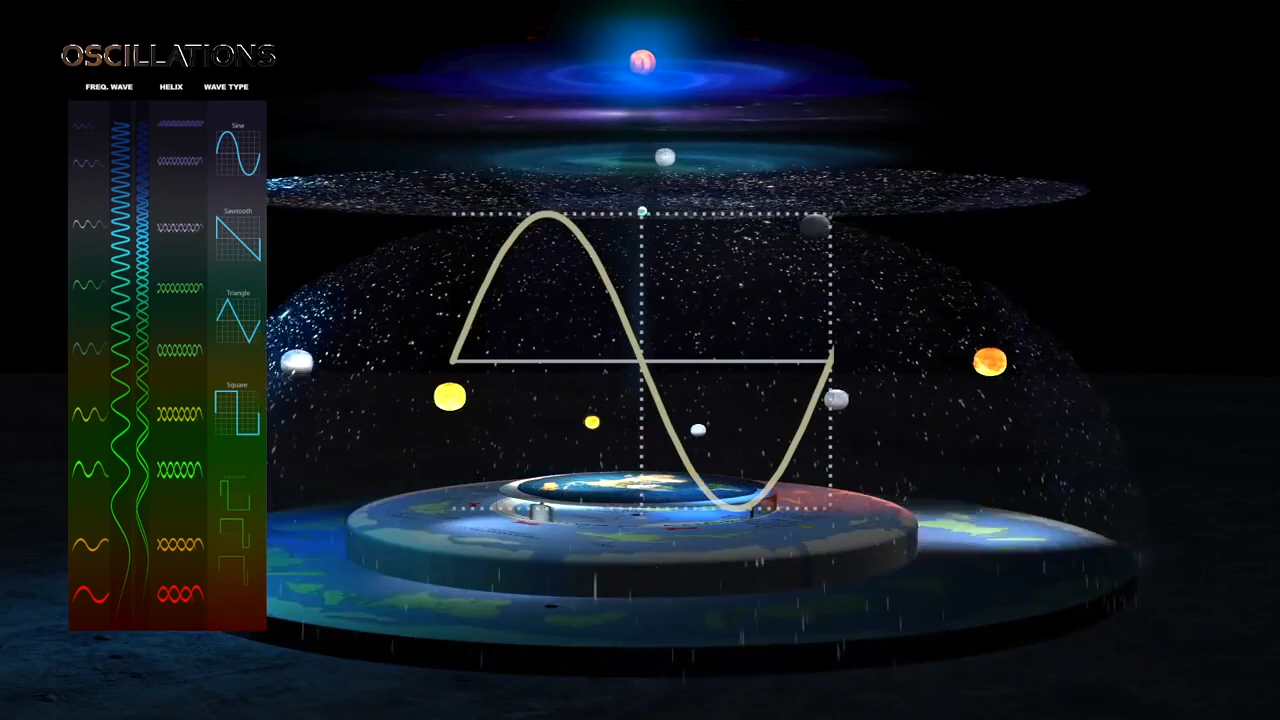 OSCILLATIONS
FREQ. WAVE HELIX WAVE TYPE
Sine
Sawtooth
Triangle
Square